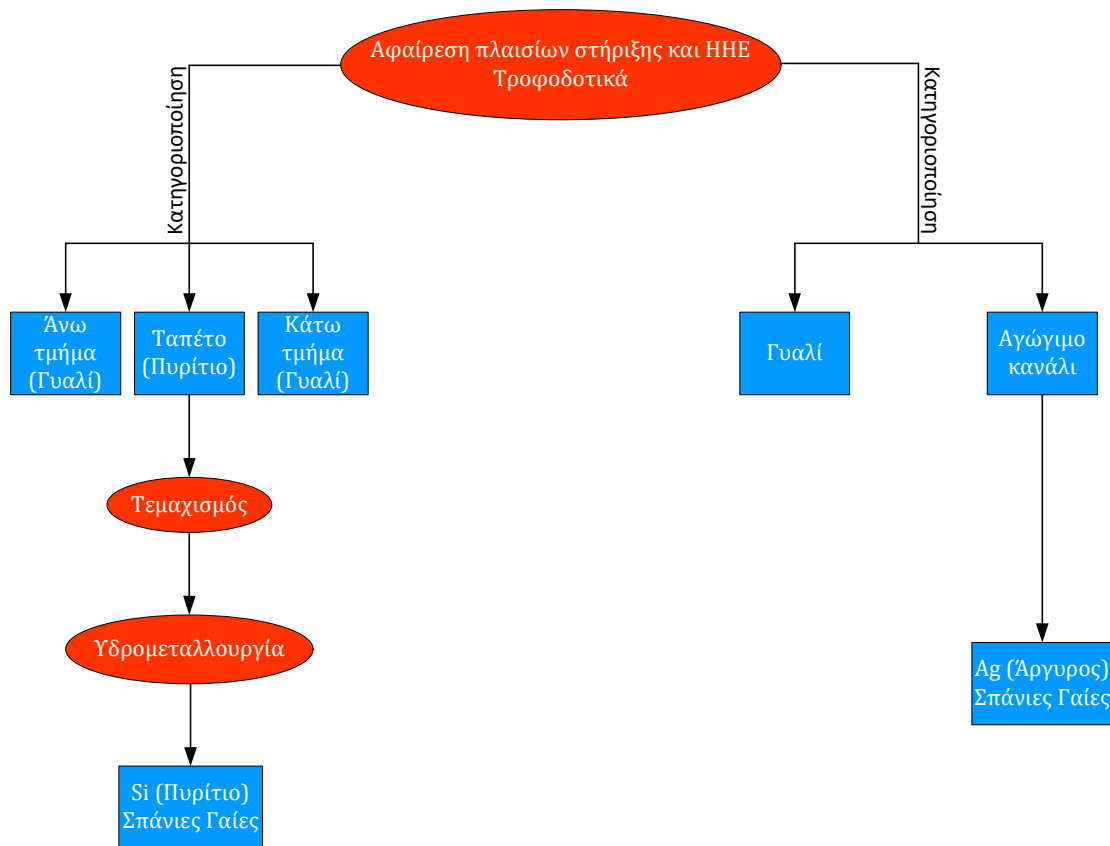 Αφαίρεση πλαισίων στήριξης και ΗΗΕ
Τροφοδοτικά
Κατηγοριοποίηση
Κατηγοριοποίηση
Άνω
τμήμα
(Γυαλί)
Ταπέτο
(Πυρίτιο)
Κάτω
τμήμα
(Γυαλί)
Γυαλί
Αγώγιμο
κανάλι
Τεμαχισμός
Υδρομεταλλουργία
Ag (Άργυρος)
Σπάνιες Γαίες
Si (Πυρίτιο)
Σπάνιες Γαίες